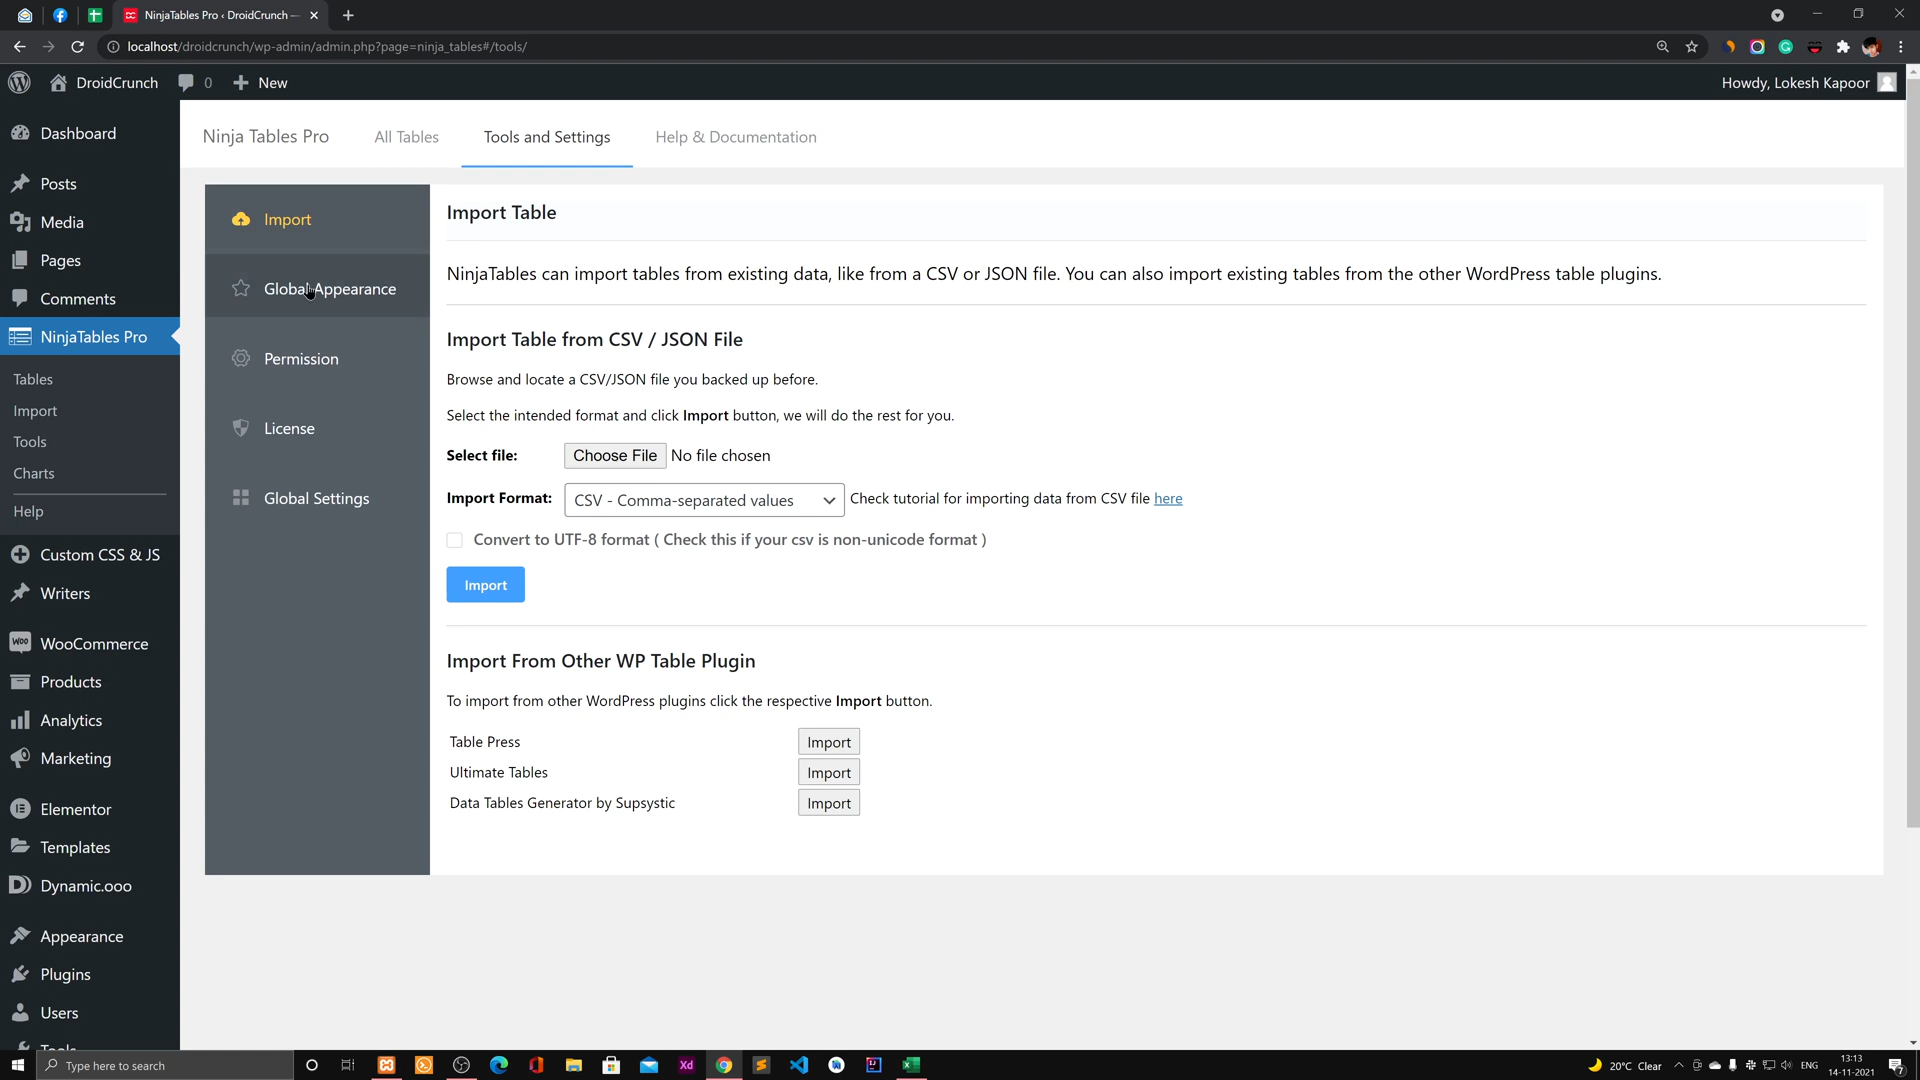 NinjaTables Pro ‹ DroidCrunch —
localhost/droidcrunch/wp-admin/admin.php?page=ninja_tables#/tools/
DroidCrunch
0
New
Howdy, Lokesh Kapoor
Dashboard
Posts
Media
Pages
Comments
NinjaTables Pro
Tables
Import
Tools
Charts
Help
Custom CSS & JS
Writers
WooCommerce
Products
Analytics
Marketing
Elementor
Templates
Dynamic.ooo
Appearance
Plugins
Users
Tools
Ninja Tables Pro
All Tables
Tools and Settings
Help & Documentation
Import
Global Appearance
Permission
License
Global Settings
Import Table
NinjaTables can import tables from existing data, like from a CSV or JSON file. You can also import existing tables from the other WordPress table plugins.
Import Table from CSV / JSON File
Browse and locate a CSV/JSON file you backed up before.
Select the intended format and click Import button, we will do the rest for you.
Select file: Choose File No file chosen
Import Format: CSV - Comma-separated values Check tutorial for importing data from CSV file here
Convert to UTF-8 format ( Check this if your csv is non-unicode format )
Import
Import From Other WP Table Plugin
To import from other WordPress plugins click the respective Import button.
Table Press Import
Ultimate Tables Import
Data Tables Generator by Supsystic Import
Type here to search
Xd
20°C Clear
ENG
13:13
14-11-2021